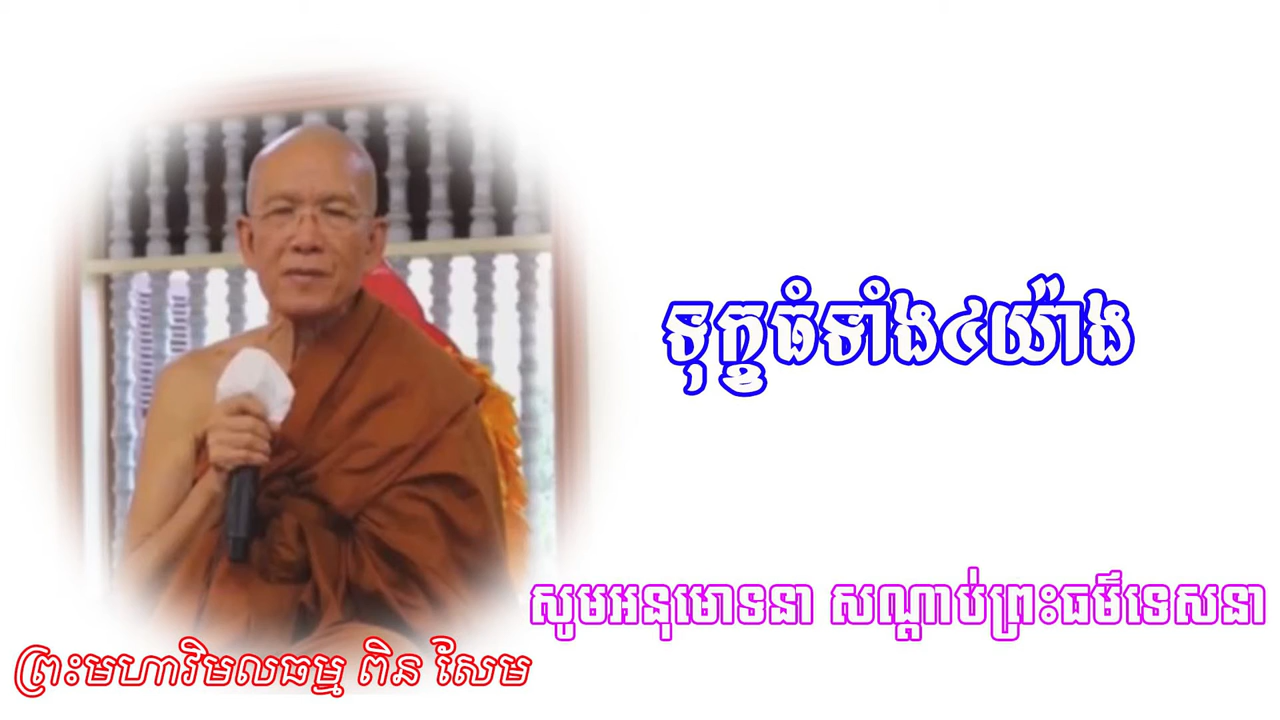 ទុក្ខធំទាំង៤យ៉ាង
សូមអនុមោទនា សណ្ដាប់ព្រះធម៌ទេសនា
ព្រះមហាវិមលធម្ម ពិន សែម